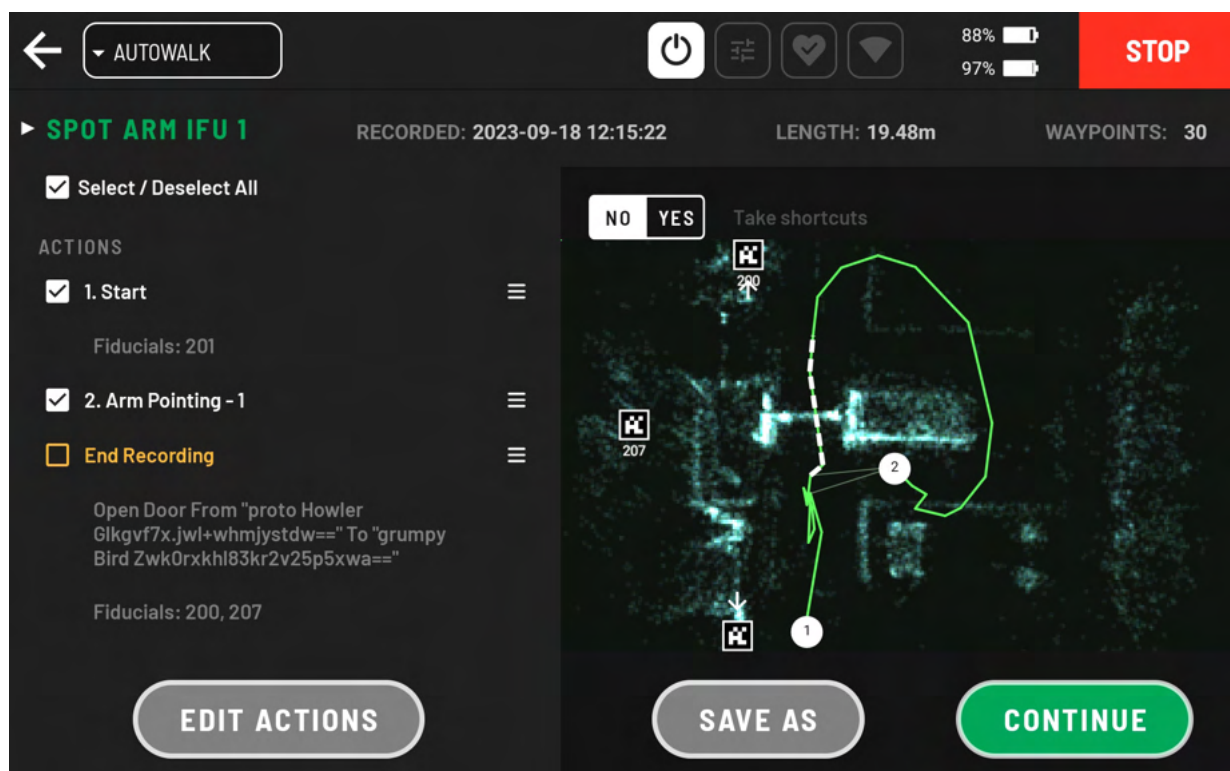 AUTOWALK
88%
97%
STOP
SPOT ARM IFU 1
RECORDED: 2023-09-18 12:15:22
LENGTH: 19.48m
WAYPOINTS: 30
Select / Deselect All
ACTIONS
1. Start
Fiducials: 201
2. Arm Pointing - 1
End Recording
Open Door From "proto Howler
Glkgvf7x.jwl+whmjystdw==" To "grumpy
Bird Zwk0rxkhl83kr2v25p5xwa=="
Fiducials: 200, 207
NO YES
Take shortcuts
200
207
2
1
EDIT ACTIONS
SAVE AS
CONTINUE